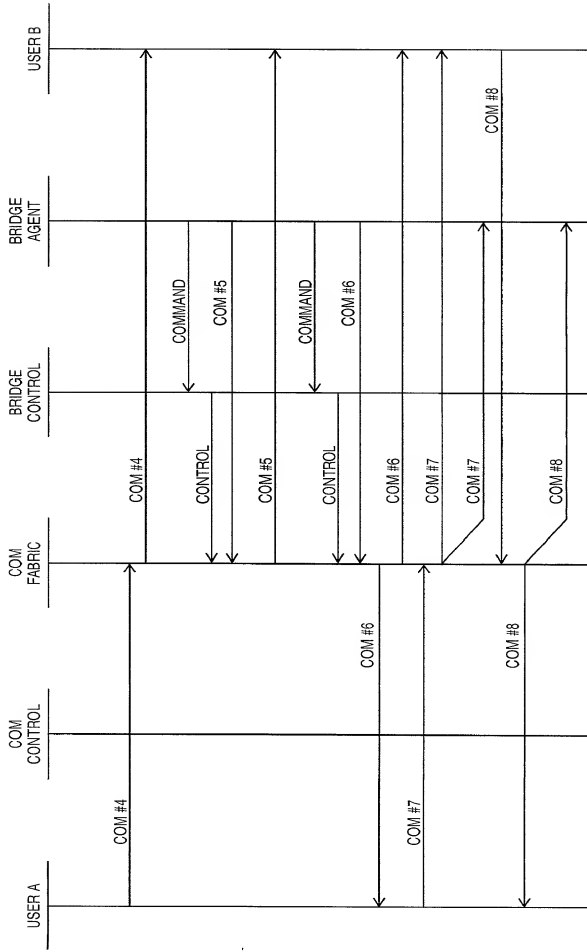 USER A
COM
CONTROL
COM
FABRIC
BRIDGE
CONTROL
BRIDGE
AGENT
USER B
COM #4
COM #4
COMMAND
CONTROL
COM #5
COM #5
COMMAND
CONTROL
COM #6
COM #6
COM #6
COM #7
COM #7
COM #7
COM #8
COM #8
COM #8